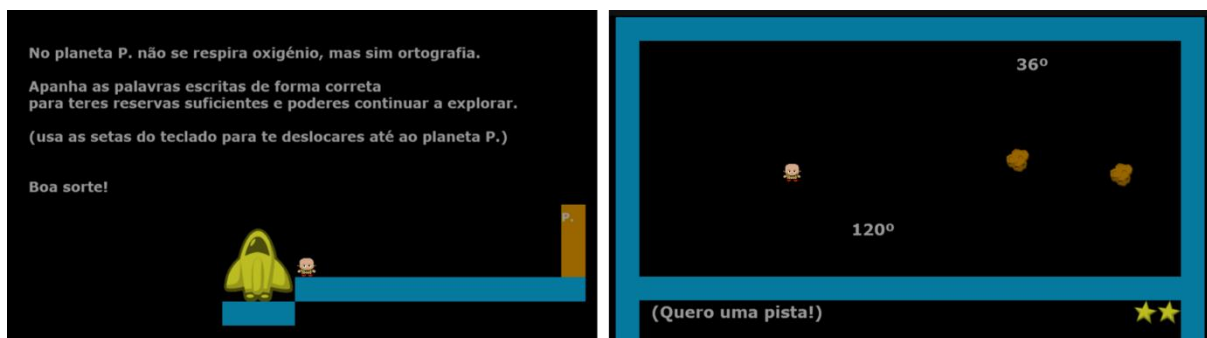 No planeta P. não se respira oxigénio, mas sim ortografia.
Apanha as palavras escritas de forma correta
para teres reservas suficientes e poderes continuar a explorar.
(usa as setas do teclado para te deslocares até ao planeta P.)
Boa sorte!
P.
36º
120º
(Quero uma pista!)